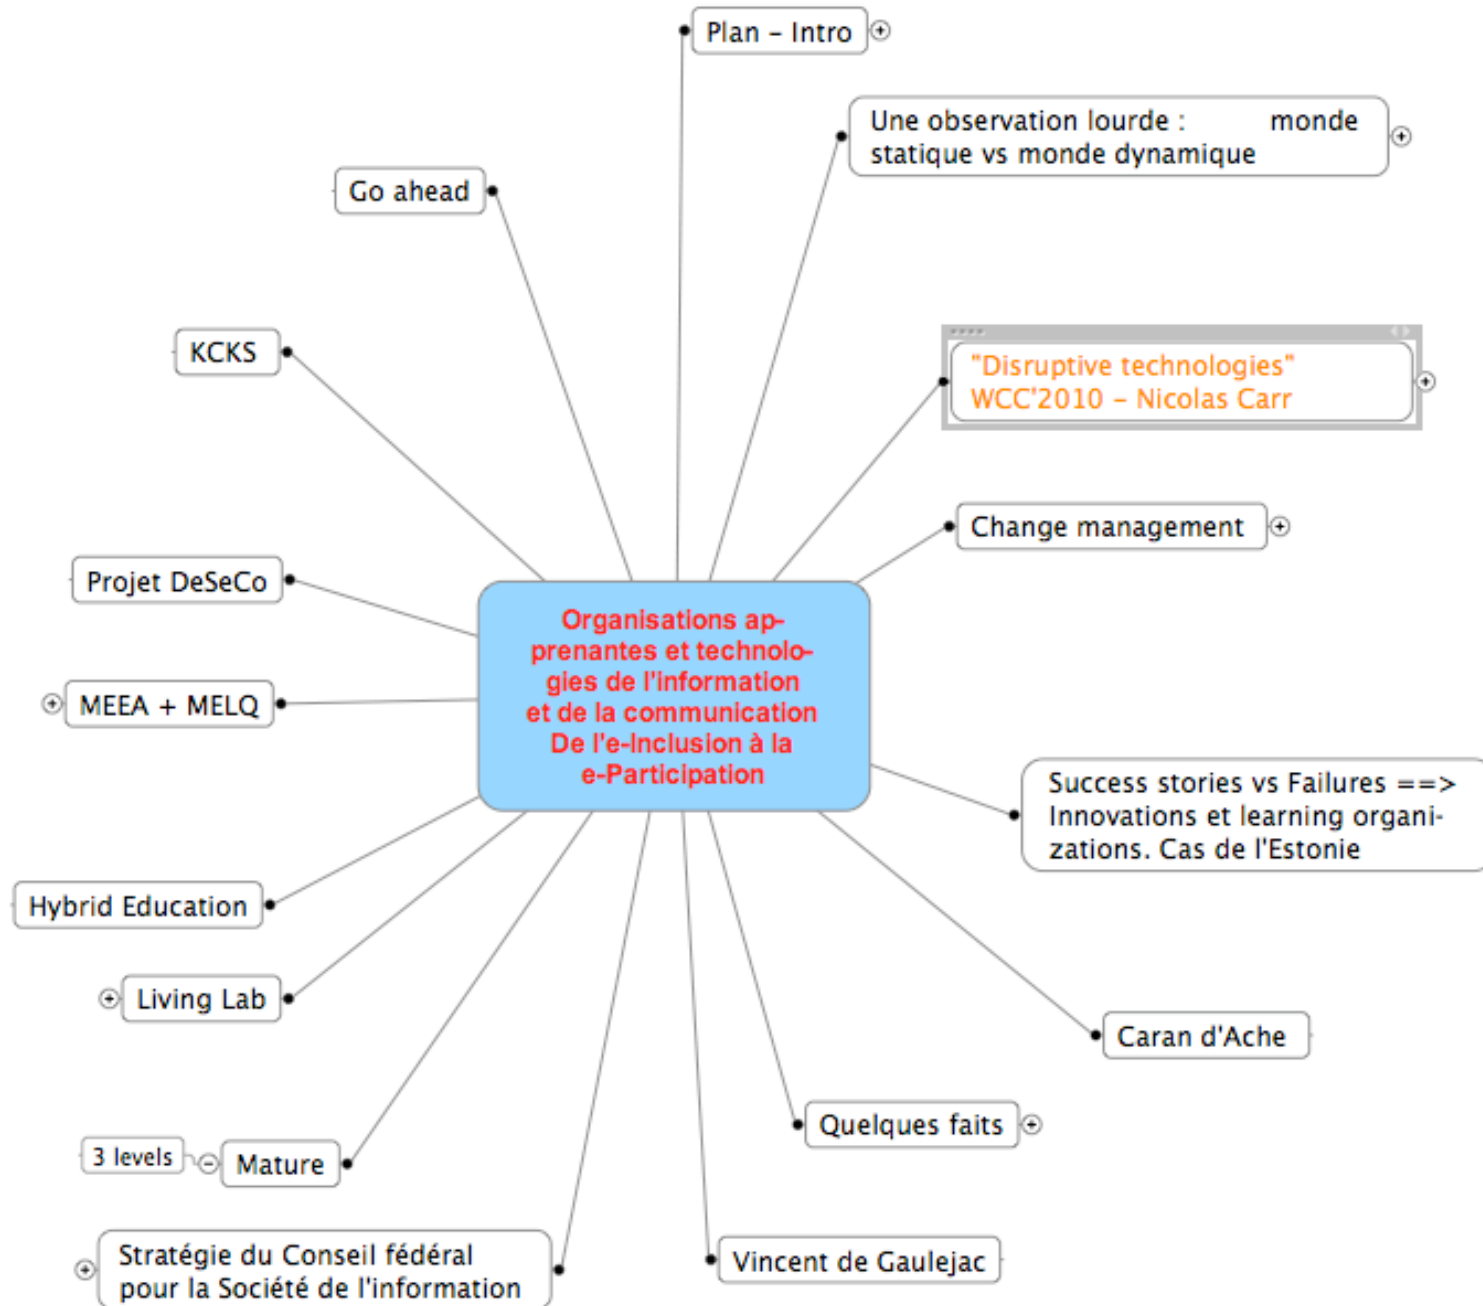 Plan – Intro
Une observation lourde : monde
statique vs monde dynamique
"Disruptive technologies"
WCC'2010 – Nicolas Carr
Change management
Success stories vs Failures ==>
Innovations et learning organi-
zations. Cas de l'Estonie
Caran d'Ache
Quelques faits
Vincent de Gaulejac
Stratégie du Conseil fédéral
pour la Société de l'information
Mature
3 levels
Living Lab
Hybrid Education
MEEA + MELQ
Projet DeSeCo
KCKS
Go ahead
Organisations ap-
prenantes et technolo-
gies de l'information
et de la communication
De l'e-Inclusion à la
e-Participation